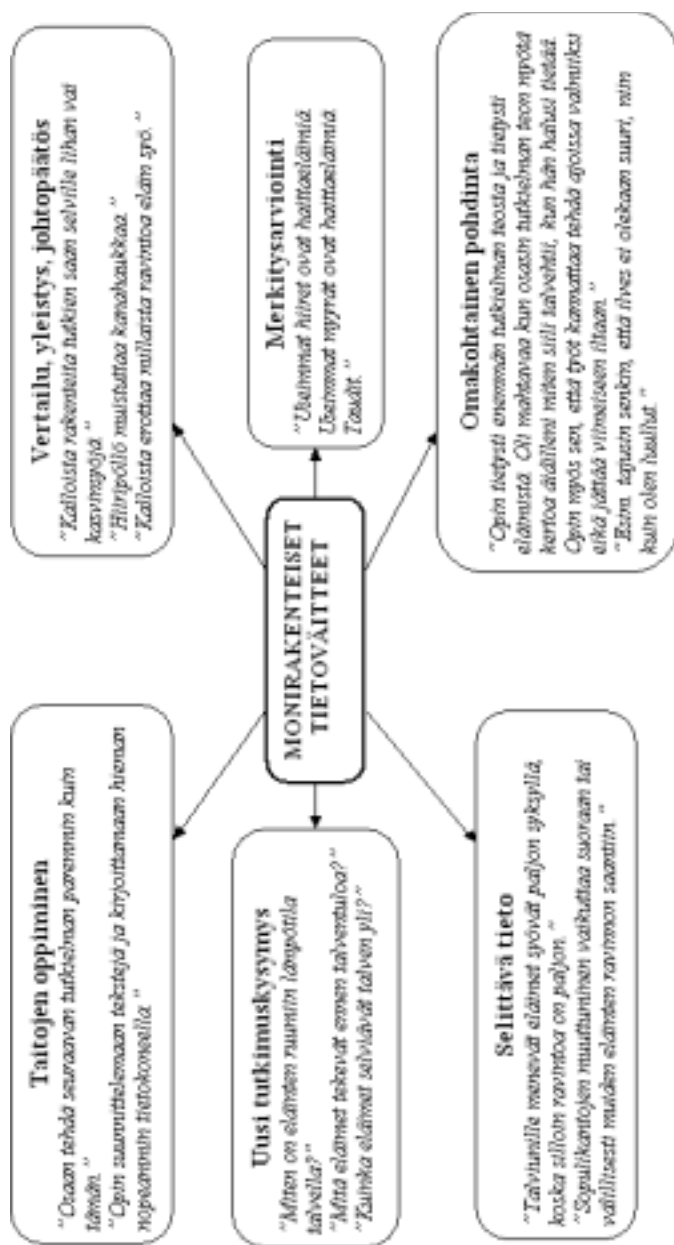 Taitojen oppiminen
"Osaan tehdä seuraavan tutkielman paremmin kuin
tämän."
"Opin suunnittelemaan tekstejä ja kirjoittamaan hieman
nopeammin tietokoneella."
Vertailu, yleistys, johtopäätös
"Kalloista rakenteita tutkien saan selville lihan vai
kasvinsyöjä."
"Hiiripöllö muistuttaa kanahaukkaa."
"Kalloista erottaa millaista ravintoa eläin syö."
Uusi tutkimuskysymys
"Miten on eläinten ruumiin lämpötila
talvella?"
"Mitä eläimet tekevät ennen talventuloa?"
"Kuinka eläimet selviävät talven yli?"
MONIRAKENTEISET
TIETOVÄITTEET
Merkitysarviointi
"Useimmat hiiret ovat haittaeläimiä.
Useimmat myyrät ovat haittaeläimiä.
Taudit."
Selittävä tieto
"Talviunille menevät eläimet syövät paljon syksyllä,
koska silloin ravintoa on paljon."
"Sopulikantojen muuttuminen vaikuttaa suoraan tai
välillisesti muiden eläinten ravinnon saantiin."
Omakohtainen pohdinta
"Opin tietysti enemmän tutkielman teosta ja tietysti
eläimistä. Oli mahtavaa kun osasin tutkielman teon myötä
kertoa äidilleni miten siili talvehtii, kun hän halusi tietää.
Opin myös sen, että työt kannattaa tehdä ajoissa valmiiksi
eikä jättää viimeiseen iltaan."
"Esim. tajusin senkin, että ilves ei olekaan suuri, niin
kuin olen luullut."